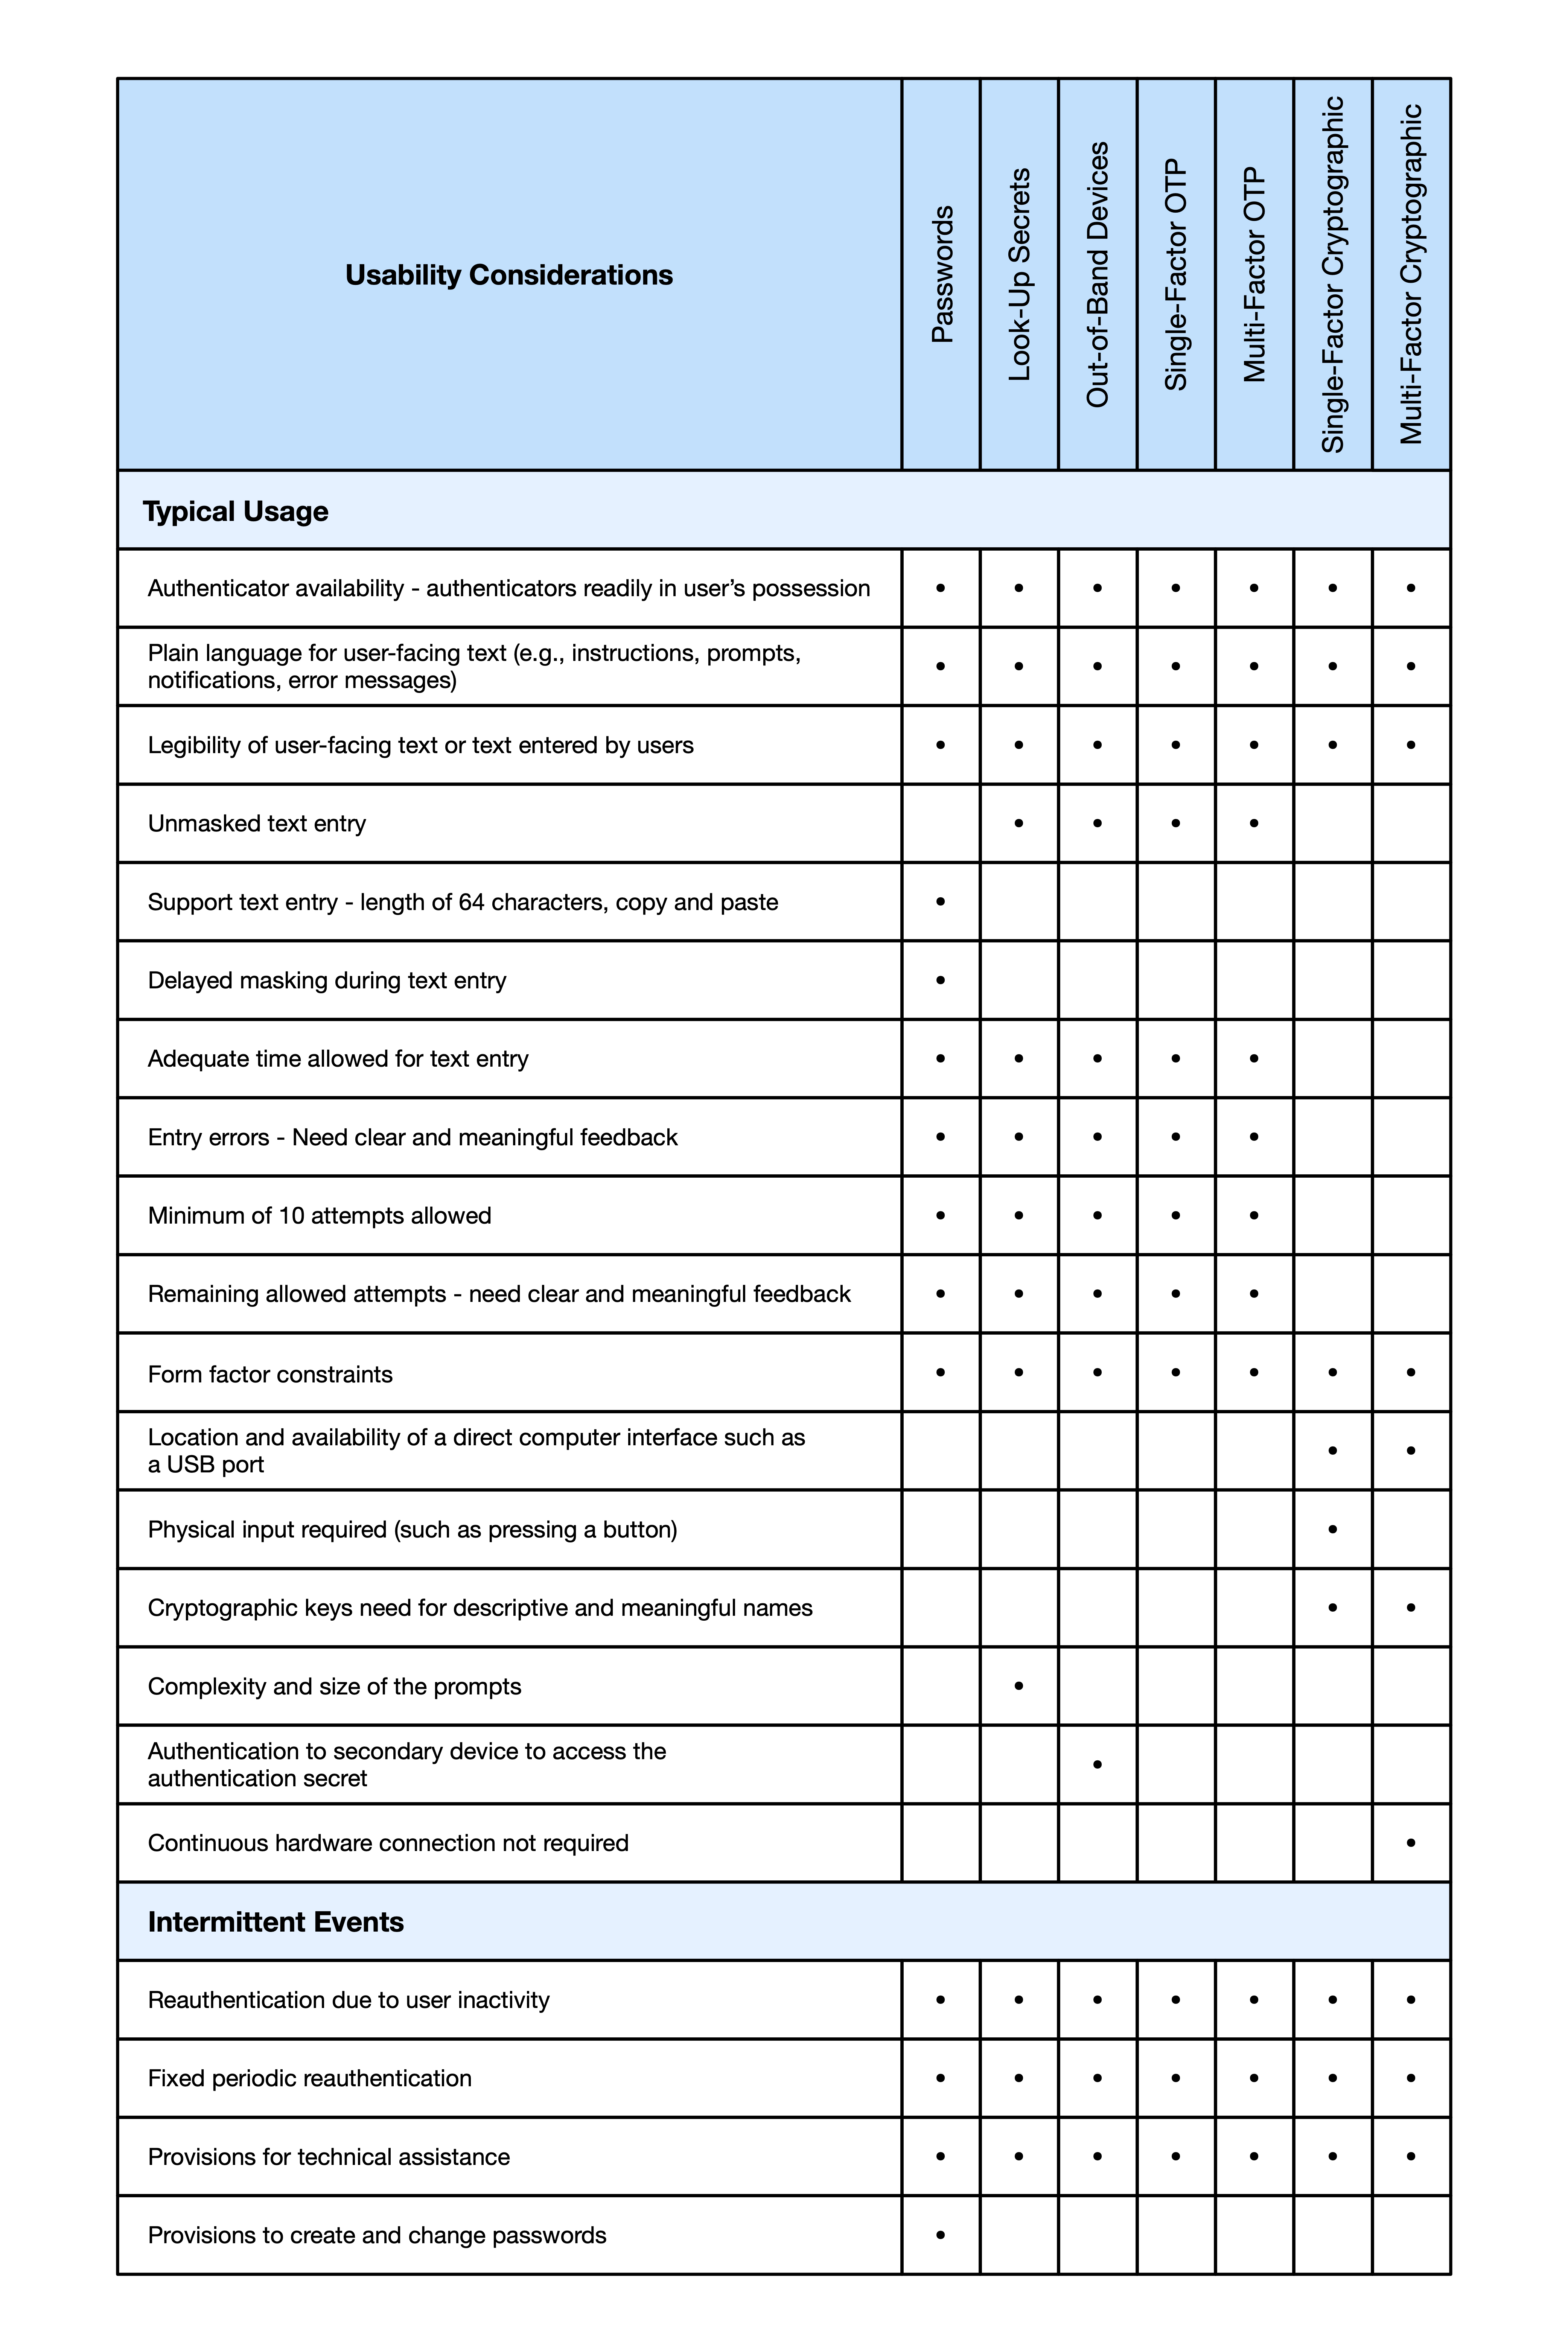 Usability Considerations
Passwords
Look-Up Secrets
Out-of-Band Devices
Single-Factor OTP
Multi-Factor OTP
Single-Factor Cryptographic
Multi-Factor Cryptographic
Typical Usage
Authenticator availability - authenticators readily in user’s possession • • • • • • •
Plain language for user-facing text (e.g., instructions, prompts,
notifications, error messages) • • • • • • •
Legibility of user-facing text or text entered by users • • • • • • •
Unmasked text entry • • • •
Support text entry - length of 64 characters, copy and paste •
Delayed masking during text entry •
Adequate time allowed for text entry • • • • •
Entry errors - Need clear and meaningful feedback • • • • •
Minimum of 10 attempts allowed • • • • •
Remaining allowed attempts - need clear and meaningful feedback • • • • •
Form factor constraints • • • • • • •
Location and availability of a direct computer interface such as
a USB port • •
Physical input required (such as pressing a button) •
Cryptographic keys need for descriptive and meaningful names • •
Complexity and size of the prompts •
Authentication to secondary device to access the
authentication secret •
Continuous hardware connection not required •
Intermittent Events
Reauthentication due to user inactivity • • • • • • •
Fixed periodic reauthentication • • • • • • •
Provisions for technical assistance • • • • • • •
Provisions to create and change passwords •